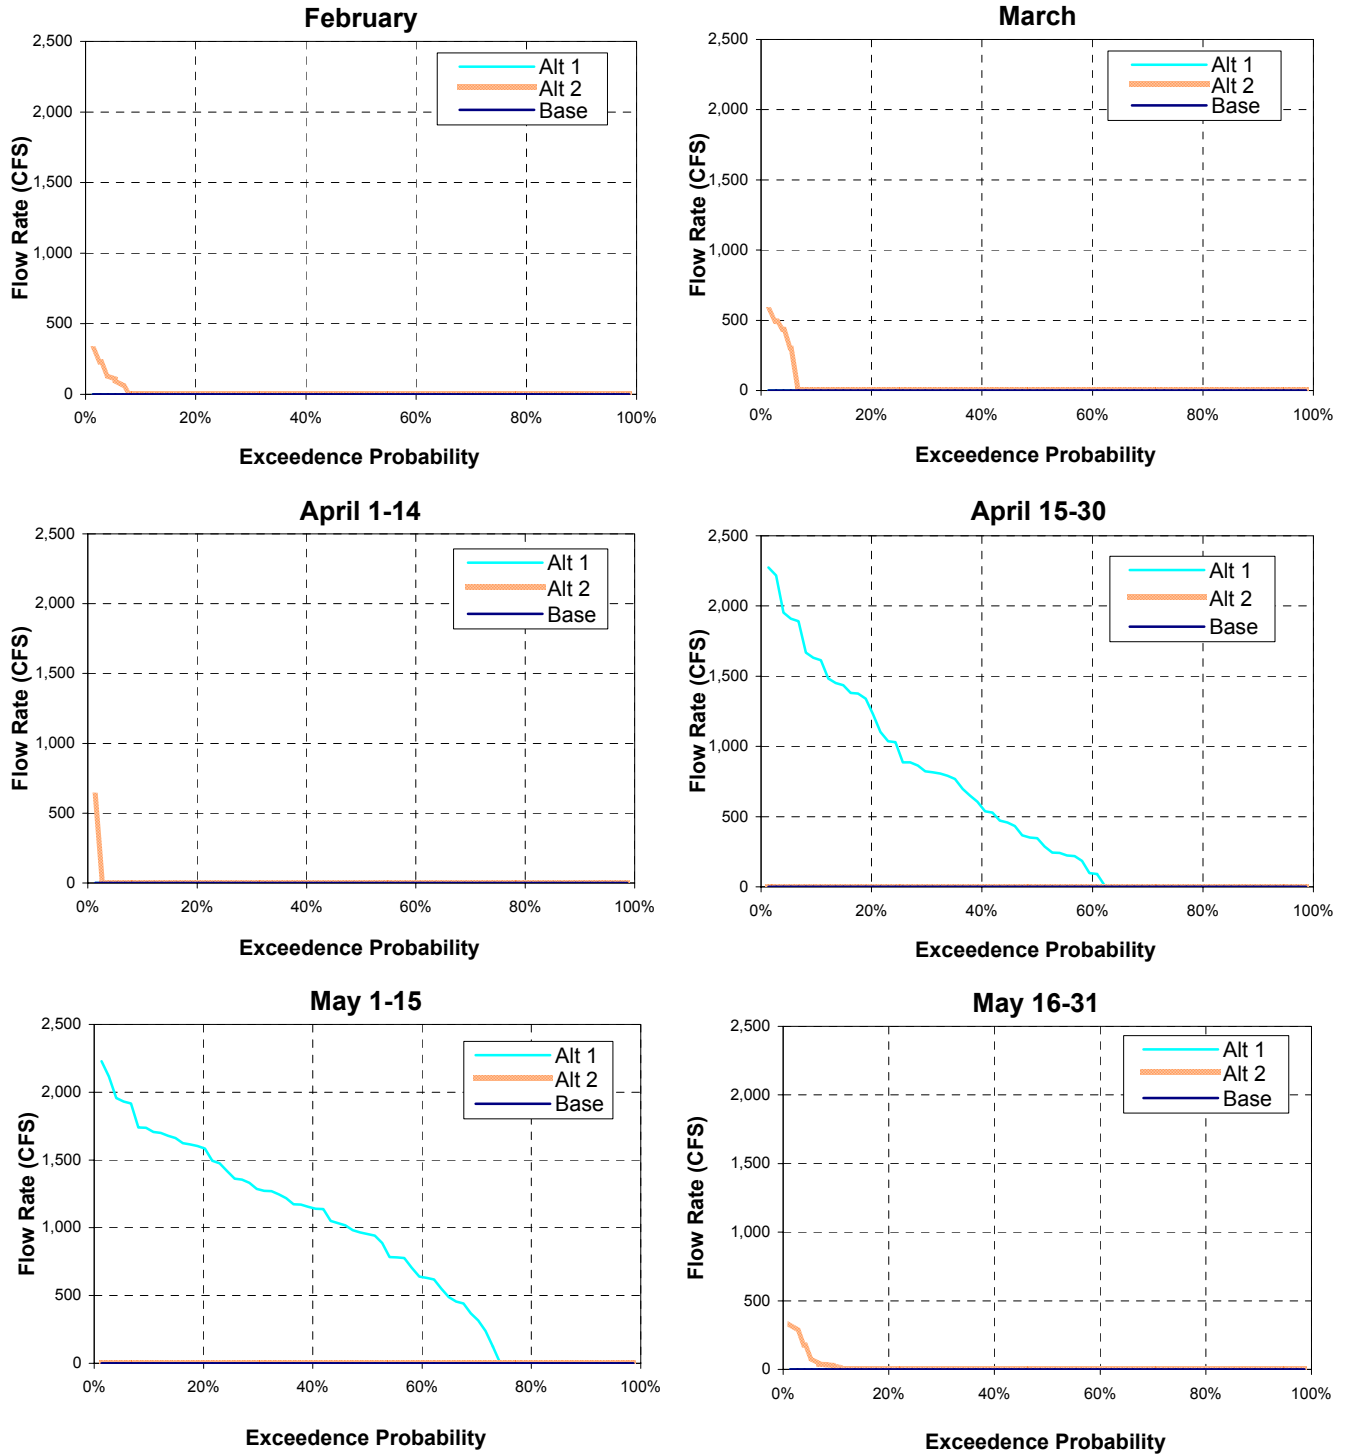 February
2,500
2,000
1,500
1,000
500
0
Flow Rate (CFS)
Alt 1
Alt 2
Base
0% 20% 40% 60% 80% 100%
Exceedence Probability
March
2,500
2,000
1,500
1,000
500
0
Flow Rate (CFS)
Alt 1
Alt 2
Base
0% 20% 40% 60% 80% 100%
Exceedence Probability
April 1-14
2,500
2,000
1,500
1,000
500
0
Flow Rate (CFS)
Alt 1
Alt 2
Base
0% 20% 40% 60% 80% 100%
Exceedence Probability
April 15-30
2,500
2,000
1,500
1,000
500
0
Flow Rate (CFS)
Alt 1
Alt 2
Base
0% 20% 40% 60% 80% 100%
Exceedence Probability
May 1-15
2,500
2,000
1,500
1,000
500
0
Flow Rate (CFS)
Alt 1
Alt 2
Base
0% 20% 40% 60% 80% 100%
Exceedence Probability
May 16-31
2,500
2,000
1,500
1,000
500
0
Flow Rate (CFS)
Alt 1
Alt 2
Base
0% 20% 40% 60% 80% 100%
Exceedence Probability